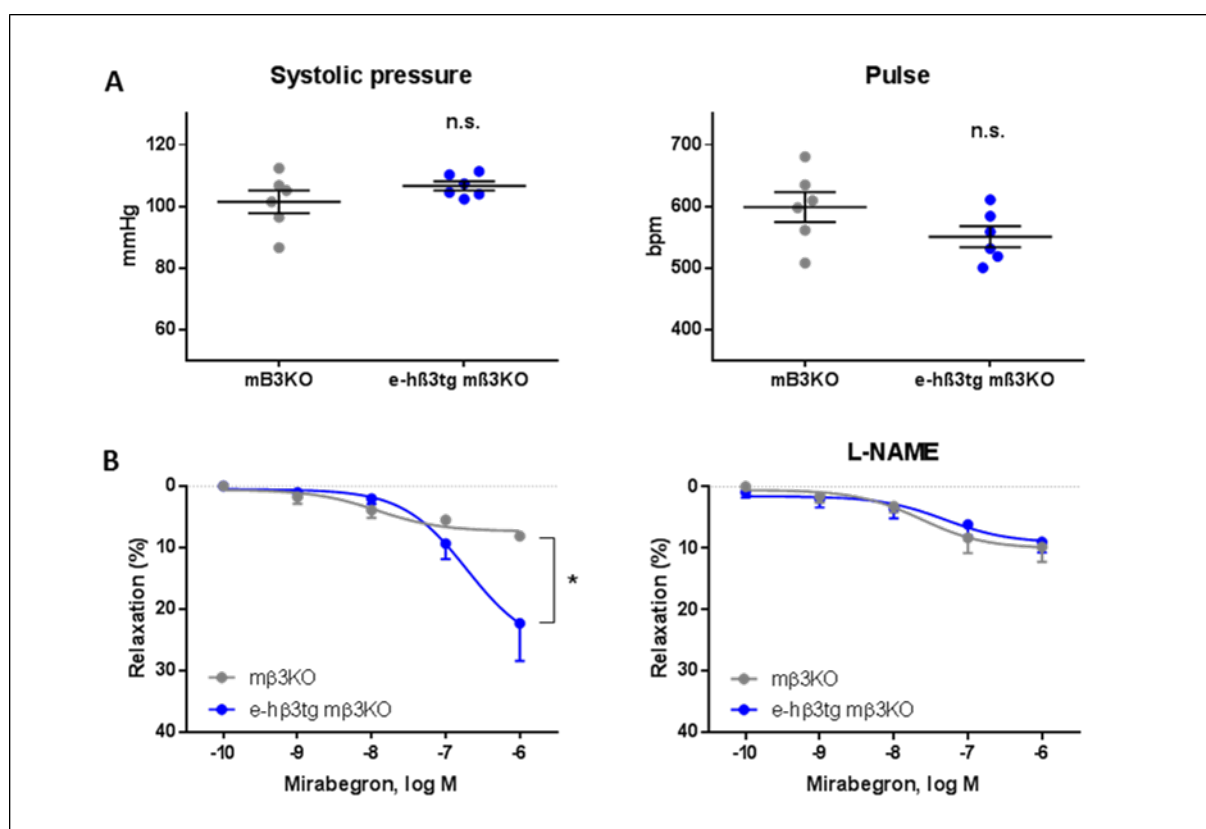 A
Systolic pressure
n.s.
120
100
80
60
mmHg
mB3KO
e-hß3tg mß3KO
Pulse
n.s.
700
600
500
400
bpm
mB3KO
e-hß3tg mß3KO
B
0
10
20
30
40
Relaxation (%)
*
mβ3KO
e-hβ3tg mβ3KO
-10 -9 -8 -7 -6
Mirabegron, log M
L-NAME
0
10
20
30
40
Relaxation (%)
mβ3KO
e-hβ3tg mβ3KO
-10 -9 -8 -7 -6
Mirabegron, log M